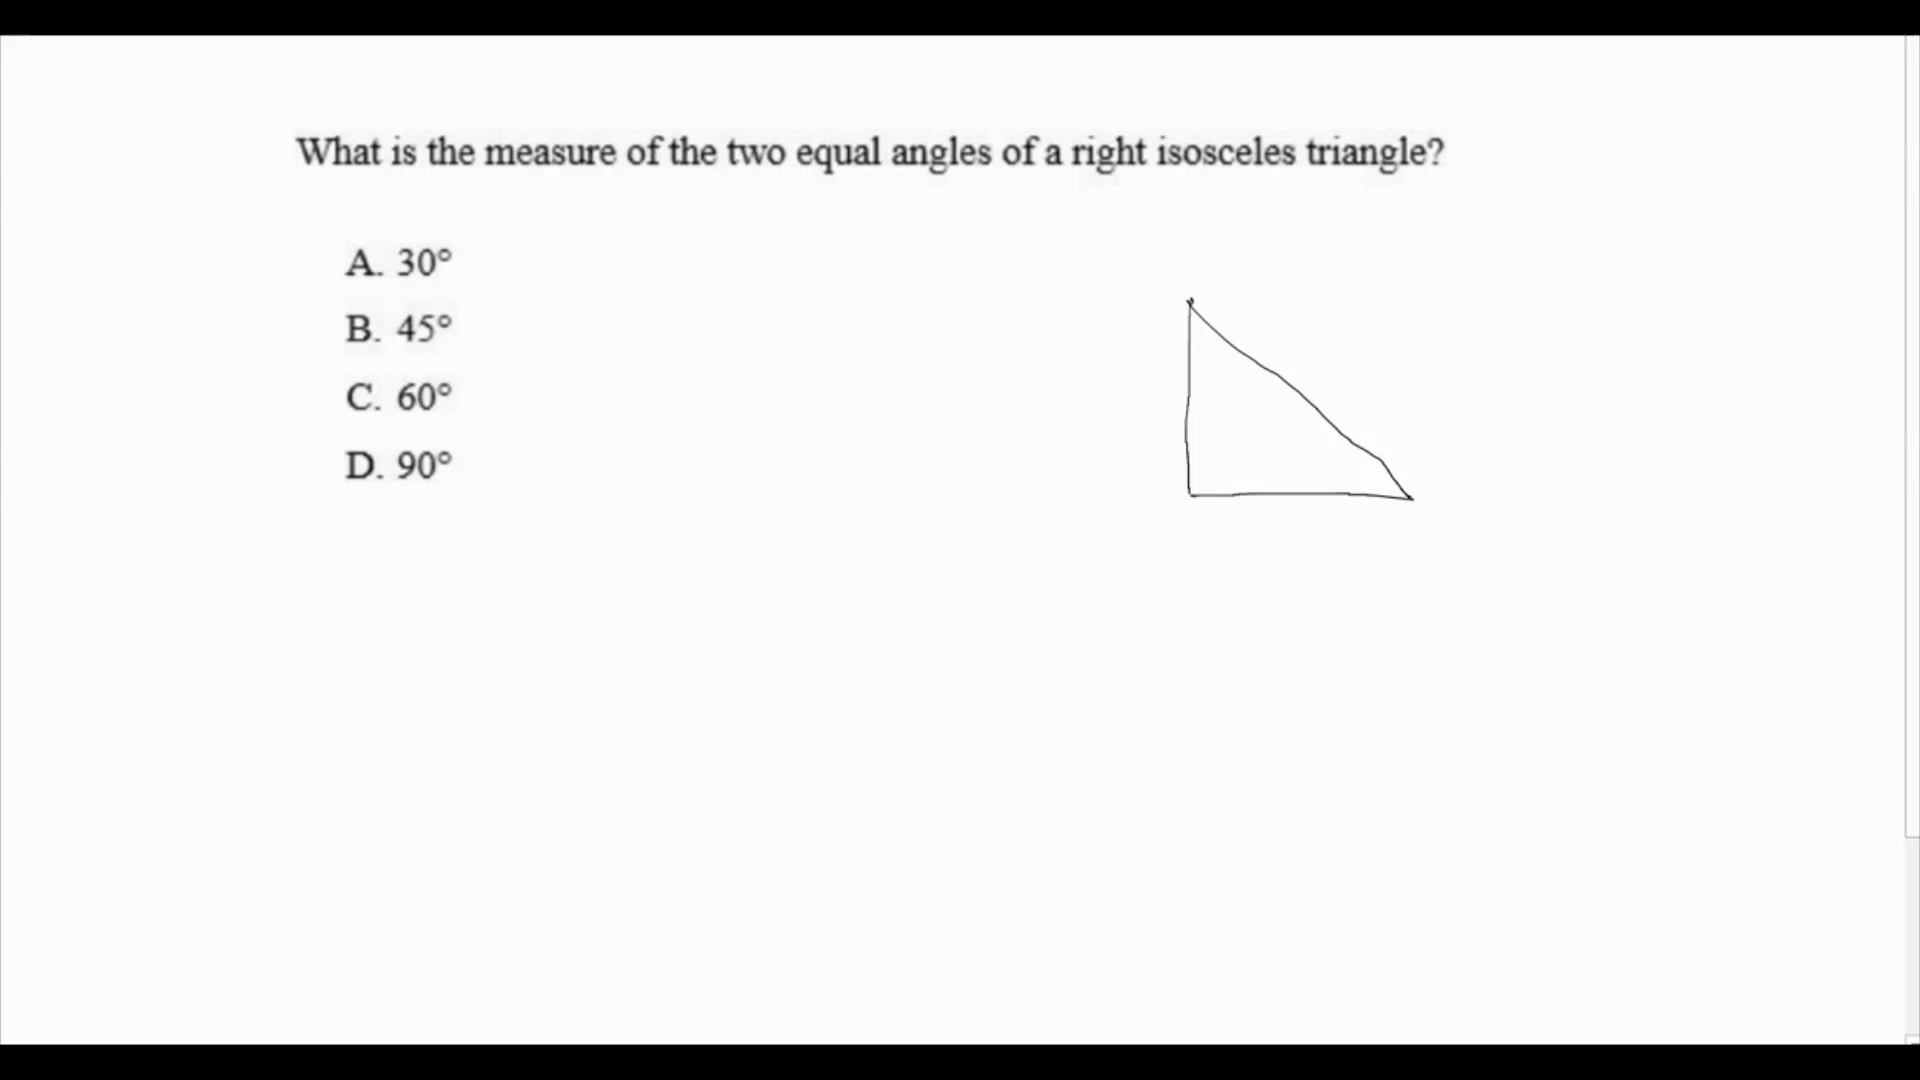 What is the measure of the two equal angles of a right isosceles triangle?
A. 30°
B. 45°
C. 60°
D. 90°